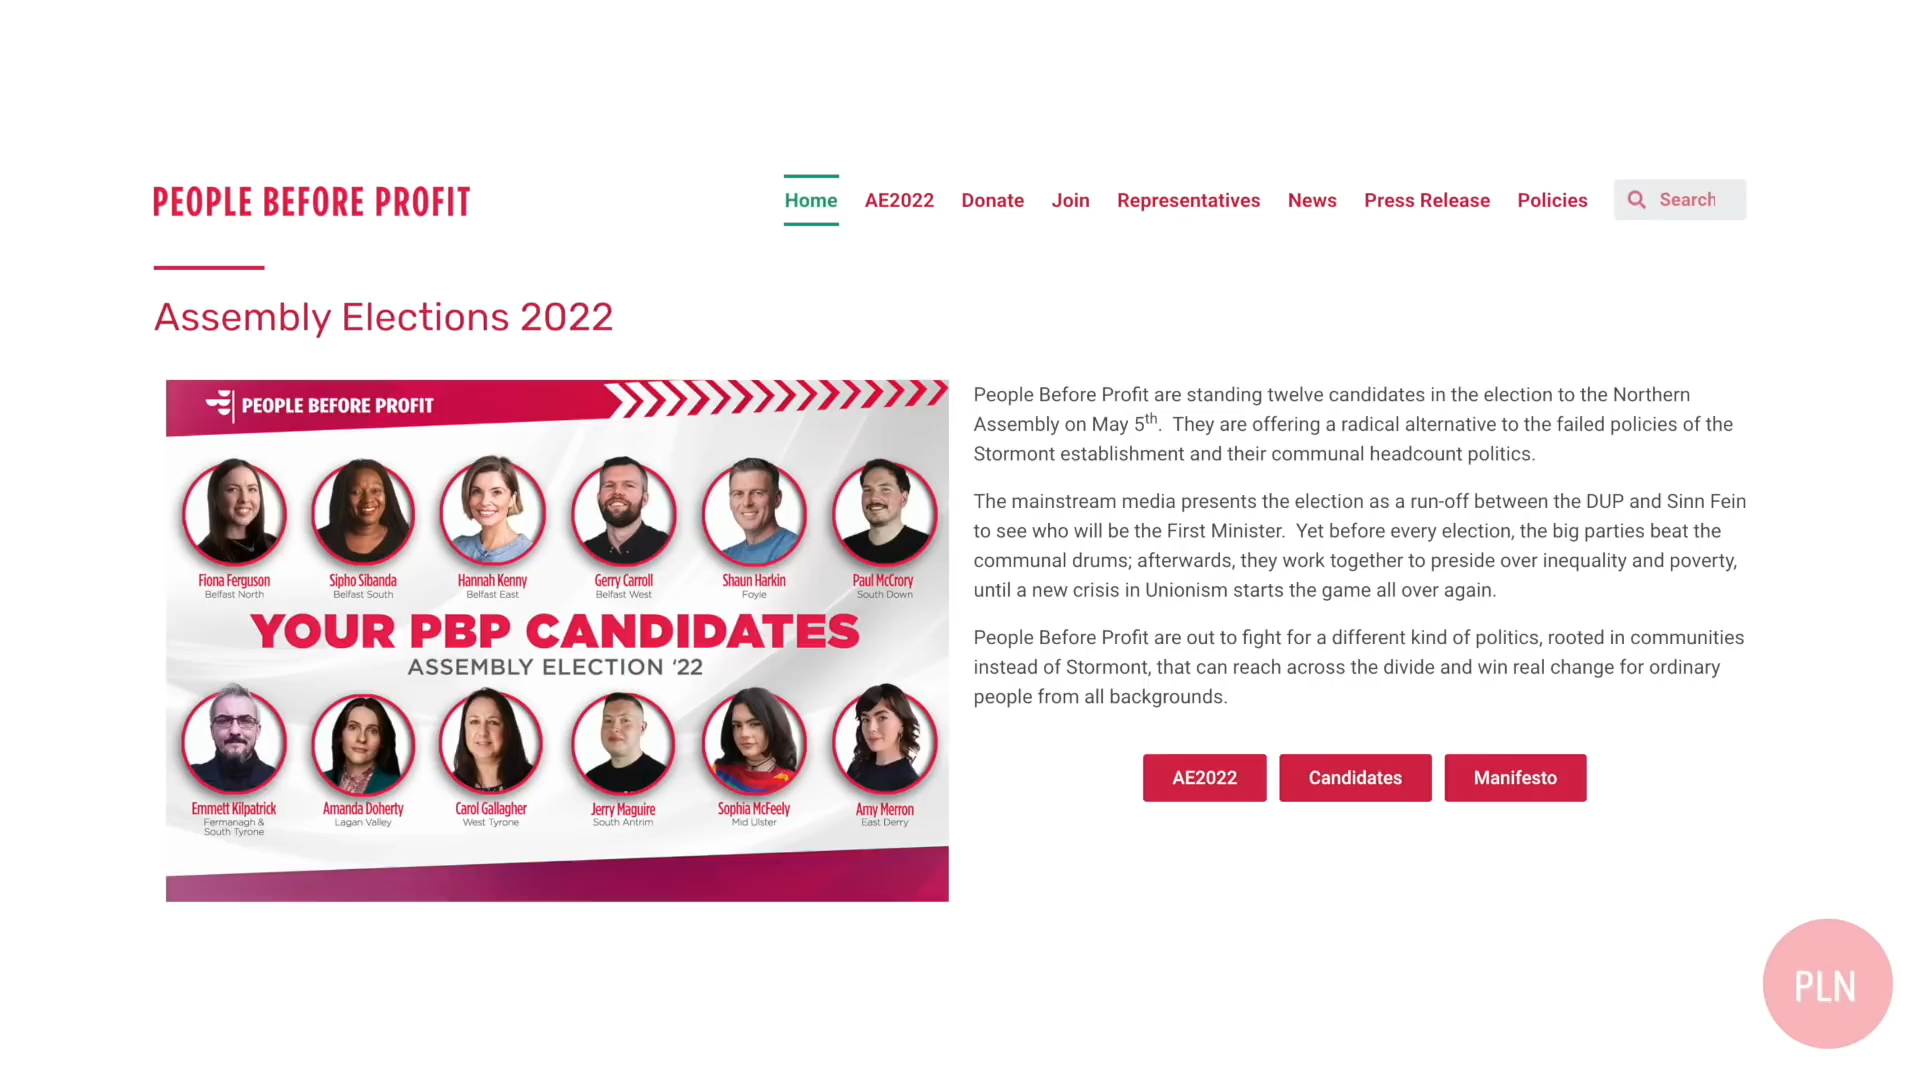 PEOPLE BEFORE PROFIT
Home AE2022 Donate Join Representatives News Press Release Policies Search
Assembly Elections 2022
PEOPLE BEFORE PROFIT
Fiona Ferguson Sipho Sibanda Hannah Kenny Gerry Carroll Shaun Harkin Paul McCrory
Belfast North Belfast South Belfast East Belfast West Foyle South Down
YOUR PBP CANDIDATES
ASSEMBLY ELECTION ‘22
Emmett Kilpatrick Amanda Doherty Carol Gallagher Jerry Maguire Sophia McFeely Amy Merron
Fermanagh & Lagan Valley West Tyrone South Antrim Mid Ulster East Derry
South Tyrone
People Before Profit are standing twelve candidates in the election to the Northern
Assembly on May 5th. They are offering a radical alternative to the failed policies of the
Stormont establishment and their communal headcount politics.
The mainstream media presents the election as a run-off between the DUP and Sinn Fein
to see who will be the First Minister. Yet before every election, the big parties beat the
communal drums; afterwards, they work together to preside over inequality and poverty,
until a new crisis in Unionism starts the game all over again.
People Before Profit are out to fight for a different kind of politics, rooted in communities
instead of Stormont, that can reach across the divide and win real change for ordinary
people from all backgrounds.
AE2022 Candidates Manifesto
PLN